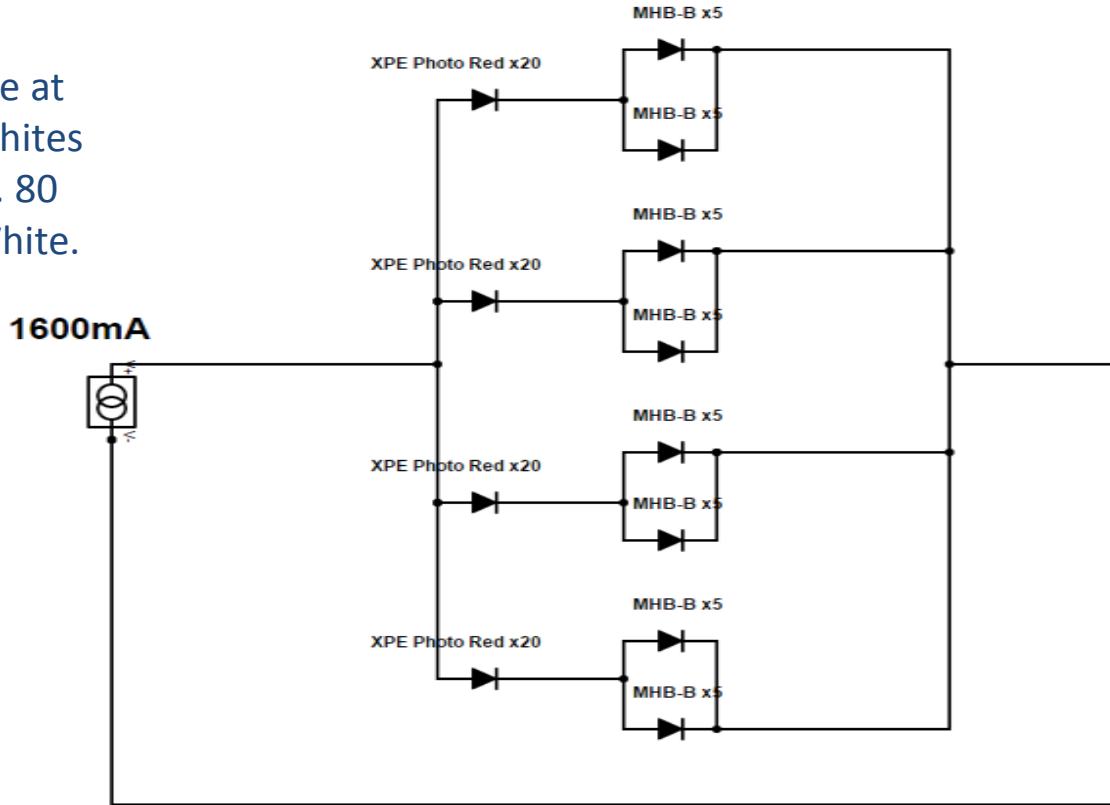 MHB-B x5
XPE Photo Red x20
e at
MHB-B x5
hites
. 80
hite.
MHB-B x5
XPE Photo Red x20
MHB-B x5
1600mA
V+
V-
MHB-B x5
XPE Photo Red x20
MHB-B x5
MHB-B x5
XPE Photo Red x20
MHB-B x5